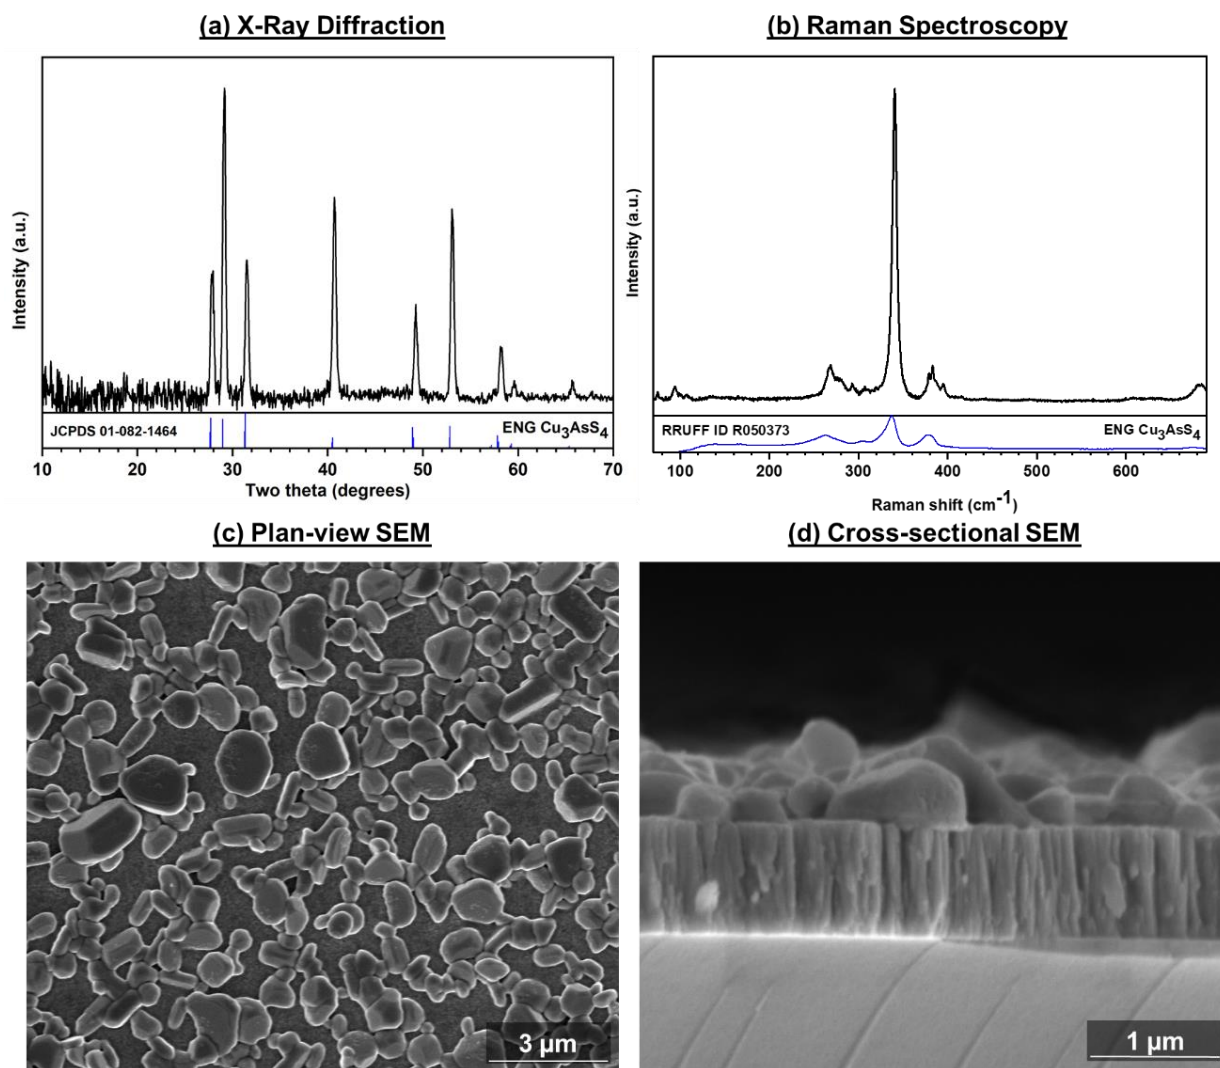 (a) X-Ray Diffraction
Intensity (a.u.)
JCPDS 01-082-1464
ENG Cu₃AsS₄
10 20 30 40 50 60 70
Two theta (degrees)
(b) Raman Spectroscopy
Intensity (a.u.)
RRUFF ID R050373
ENG Cu₃AsS₄
100 200 300 400 500 600
Raman shift (cm⁻¹)
(c) Plan-view SEM
3 µm
(d) Cross-sectional SEM
1 µm